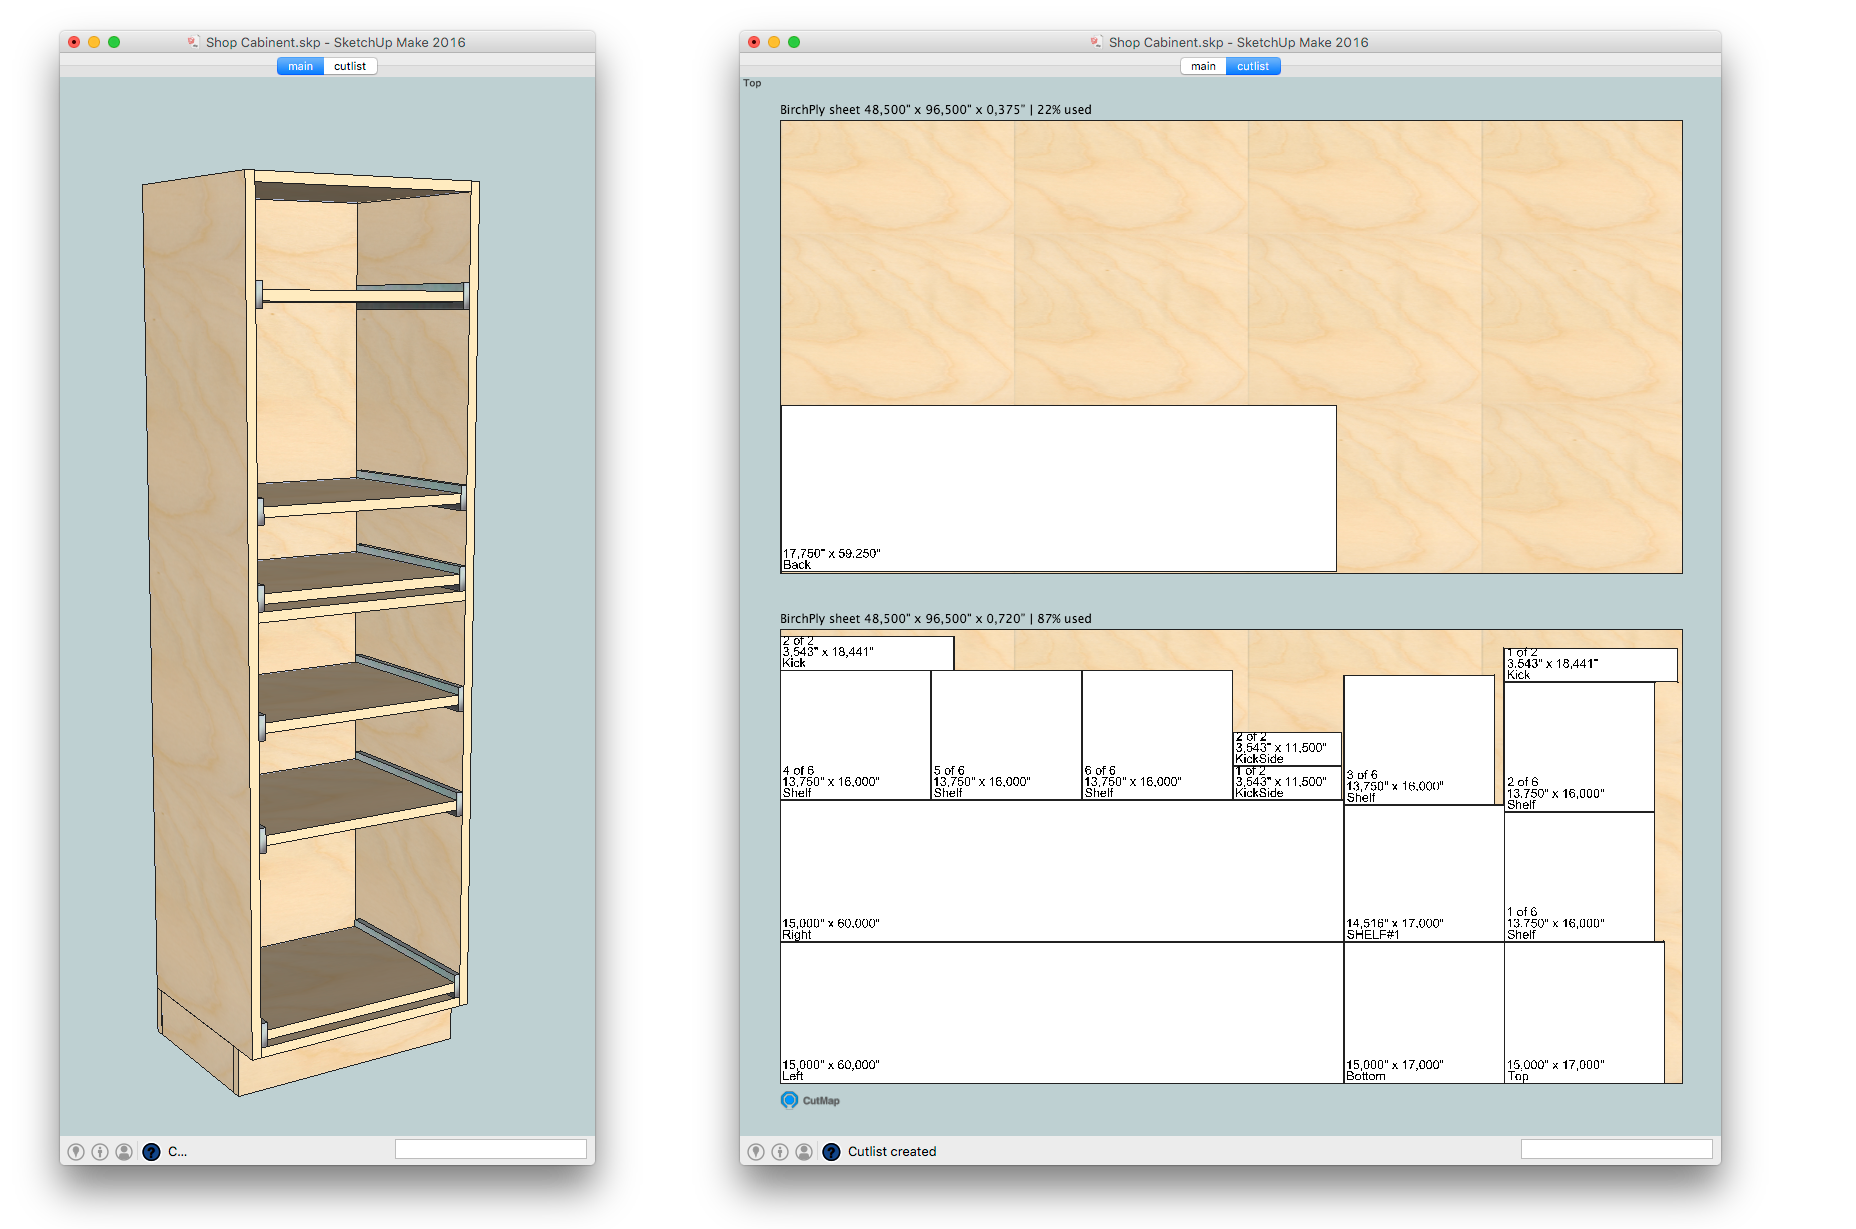 Shop Cabinent.skp - SketchUp Make 2016
main cutlist
C...
Shop Cabinent.skp - SketchUp Make 2016
main cutlist
Top
BirchPly sheet 48,500" x 96,500" x 0,375" | 22% used
17,750" x 59,250"
Back
BirchPly sheet 48,500" x 96,500" x 0,720" | 87% used
2 of 2
3,543" x 18,441"
Kick
1 of 2
3,543" x 18,441"
Kick
4 of 6
13,750" x 16,000"
Shelf
5 of 6
13,750" x 16,000"
Shelf
6 of 6
13,750" x 16,000"
Shelf
2 of 2
3,543" x 11,500"
KickSide
1 of 2
3,543" x 11,500"
KickSide
3 of 6
13,750" x 16,000"
Shelf
2 of 6
13,750" x 16,000"
Shelf
15,000" x 60,000"
Right
14,516" x 17,000"
SHELF#1
1 of 6
13,750" x 16,000"
Shelf
15,000" x 60,000"
Left
15,000" x 17,000"
Bottom
15,000" x 17,000"
Top
CutMap
? Cutlist created